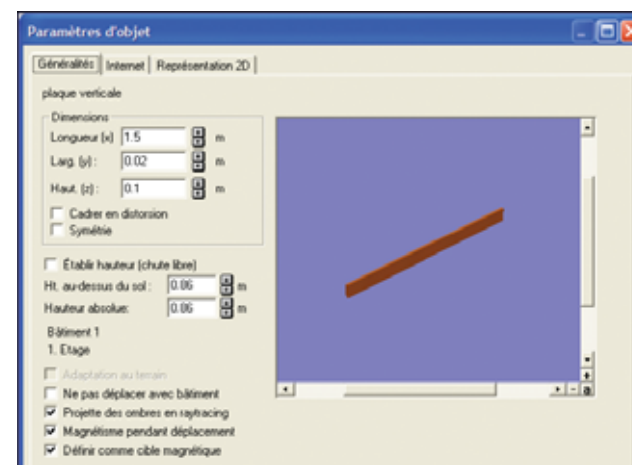 Paramètres d'objet
Généralités Internet Représentation 2D
plaque verticale
Dimensions
Longueur (x) 1.5 m
Larg. (y) : 0.02 m
Haut. (z) : 0.1 m
Cadrer en distorsion
Symétrie
Établir hauteur (chute libre)
Ht. au-dessus du sol : 0.06 m
Hauteur absolue: 0.06 m
Bâtiment 1
1. Etage
Adaptation au terrain
Ne pas déplacer avec bâtiment
Projette des ombres en raytracing
Magnétisme pendant déplacement
Définir comme cible magnétique